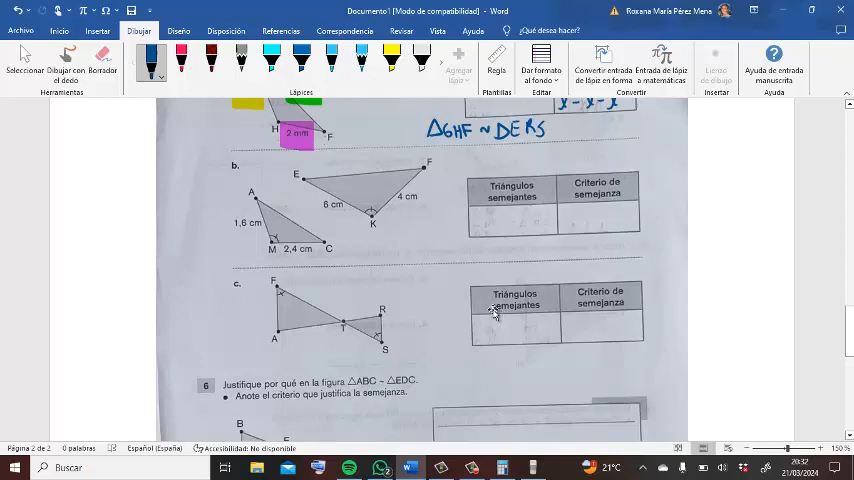 Documento1 [Modo de compatibilidad] - Word
Roxana María Pérez Mena
Archivo Inicio Insertar Dibujar Diseño Disposición Referencias Correspondencia Revisar Vista ¿Qué desea hacer?
Seleccionar
Dibujar con el dedo
Borrador
Agregar lápiz
Regla
Dar formato al fondo
Convertir entrada de lápiz en forma
Entrada de lápiz a matemáticas
Lienzo de dibujo
Ayuda de entrada manuscrita
Herramientas Lápices Plantillas Editar Convertir Ayuda
H 2 mm F
△GHF ~ DERS
b.
E F
A
6 cm 4 cm
1,6 cm
K
M 2,4 cm C
Triángulos semejantes
Criterio de semejanza
c.
F
R
T
A
S
Triángulos semejantes
Criterio de semejanza
6 Justifique por qué en la figura △ABC ~ △EDC.
● Anote el criterio que justifica la semejanza.
B
E
Página 2 de 2 0 palabras Español (España) Accesibilidad: No disponible 150 %
Buscar
21°C
20:32
21/03/2024